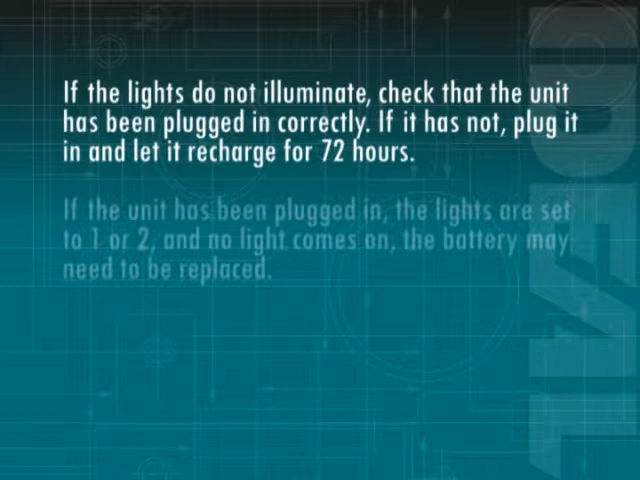 If the lights do not illuminate, check that the unit
has been plugged in correctly. If it has not, plug it
in and let it recharge for 72 hours.
If the unit has been plugged in, the lights are set
to 1 or 2, and no light comes on, the battery may
need to be replaced.